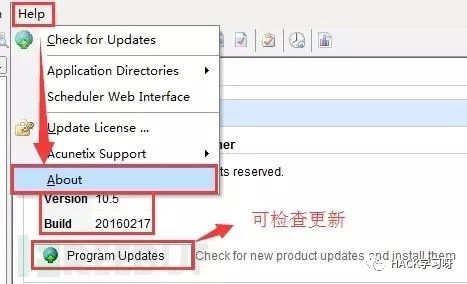 Help
Check for Updates
Application Directories
Scheduler Web Interface
Update License ...
Acunetix Support
About
ner
ts reserved.
Version 10.5
Build 20160217
可检查更新
Program Updates
Check for new product updates and install them
HACK学习呀